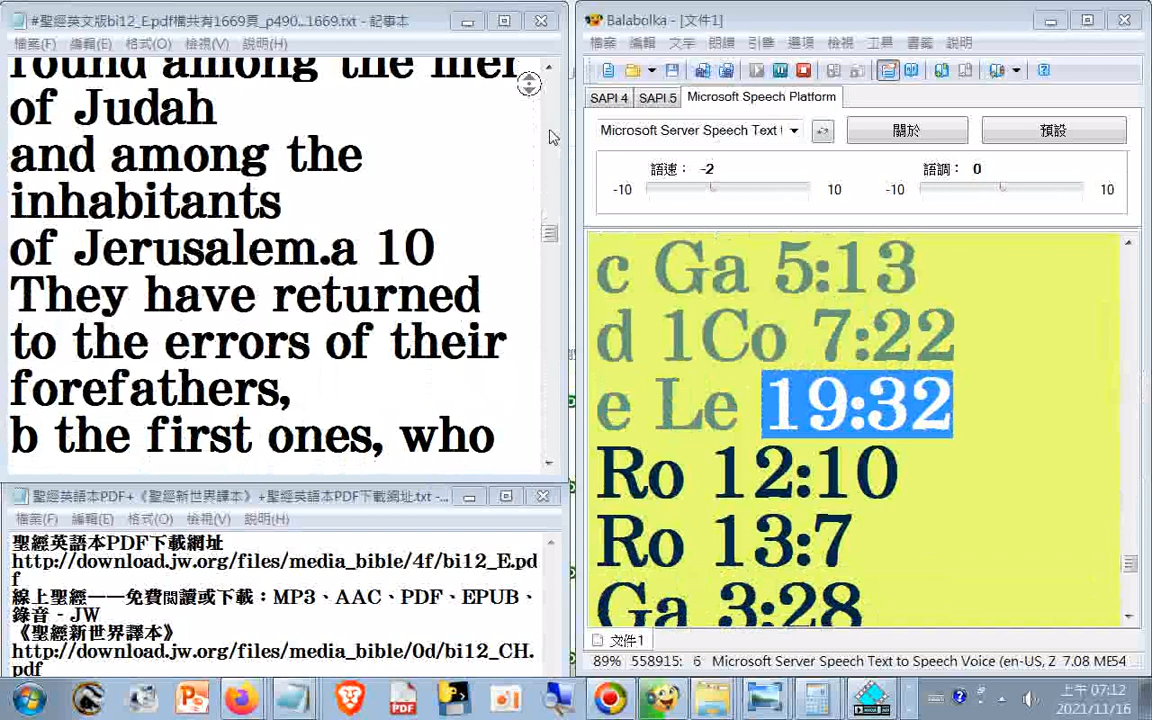 #聖經英文版bi12_E.pdf檔共有1669頁_p490...1669.txt - 記事本
檔案(F) 編輯(E) 格式(O) 檢視(V) 說明(H)
round among the men
of Judah
and among the
inhabitants
of Jerusalem.a 10
They have returned
to the errors of their
forefathers,
b the first ones, who
聖經英語本PDF+《聖經新世界譯本》+聖經英語本PDF下載網址.txt - ...
檔案(F) 編輯(E) 格式(O) 檢視(V) 說明(H)
聖經英語本PDF下載網址
http://download.jw.org/files/media_bible/4f/bi12_E.pd
f
線上聖經——免費閱讀或下載：MP3、AAC、PDF、EPUB、
錄音 - JW
《聖經新世界譯本》
http://download.jw.org/files/media_bible/0d/bi12_CH.
pdf
Balabolka - [文件1]
檔案 編輯 文字 朗讀 引擎 選項 檢視 工具 書籤 說明
SAPI 4 SAPI 5 Microsoft Speech Platform
Microsoft Server Speech Text 關於 預設
語速： -2 語調： 0
-10 10 -10 10
c Ga 5:13
d 1Co 7:22
e Le 19:32
Ro 12:10
Ro 13:7
Ga 3:28
文件1
89% 558915: 6 Microsoft Server Speech Text to Speech Voice (en-US, Z 7.08 ME54
PDF
上午 07:12
2021/11/16